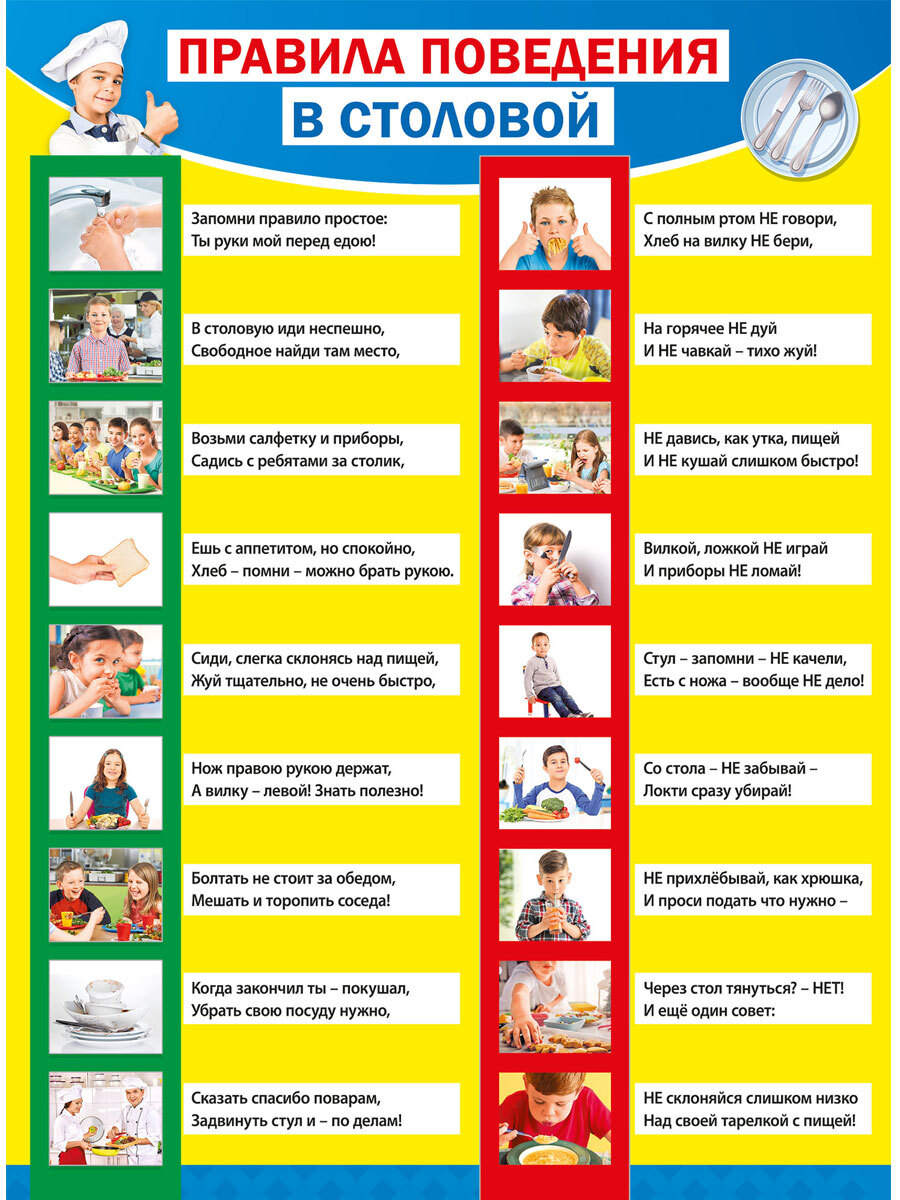 ПРАВИЛА ПОВЕДЕНИЯ
В СТОЛОВОЙ
Запомни правило простое:
Ты руки мой перед едою!
В столовую иди неспешно,
Свободное найди там место,
Возьми салфетку и приборы,
Садись с ребятами за столик,
Ешь с аппетитом, но спокойно,
Хлеб – помни – можно брать рукою.
Сиди, слегка склонясь над пищей,
Жуй тщательно, не очень быстро,
Нож правою рукою держат,
А вилку – левой! Знать полезно!
Болтать не стоит за обедом,
Мешать и торопить соседа!
Когда закончил ты – покушал,
Убрать свою посуду нужно,
Сказать спасибо поварам,
Задвинуть стул и – по делам!
С полным ртом НЕ говори,
Хлеб на вилку НЕ бери,
На горячее НЕ дуй
И НЕ чавкай – тихо жуй!
НЕ давись, как утка, пищей
И НЕ кушай слишком быстро!
Вилкой, ложкой НЕ играй
И приборы НЕ ломай!
Стул – запомни – НЕ качели,
Есть с ножа – вообще НЕ дело!
Со стола – НЕ забывай –
Локти сразу убирай!
НЕ прихлёбывай, как хрюшка,
И проси подать что нужно –
Через стол тянуться? – НЕТ!
И ещё один совет:
НЕ склоняйся слишком низко
Над своей тарелкой с пищей!